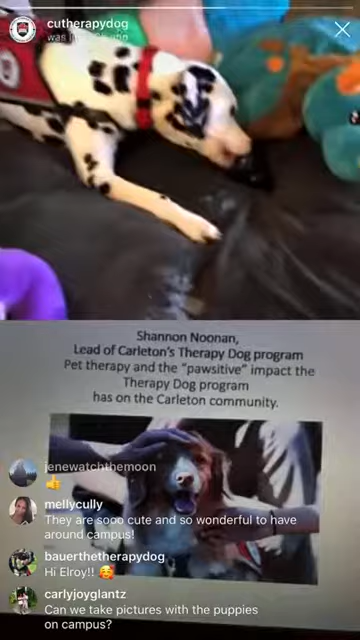 cutherapydog
was live
Shannon Noonan,
Lead of Carleton's Therapy Dog program
Pet therapy and the "pawsitive" impact the
Therapy Dog program
has on the Carleton community.
jenewatchthemoon
👍
mellycully
They are sooo cute and so wonderful to have
around campus!
bauerthetherapydog
Hi Elroy!! 🥰
carlyjoyglantz
Can we take pictures with the puppies
on campus?